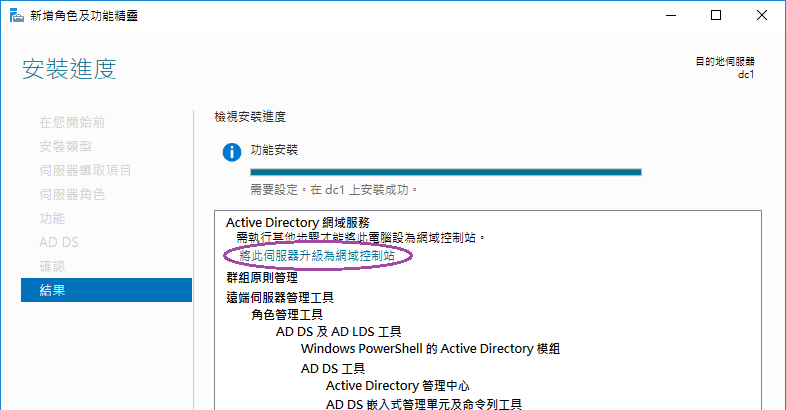 新增角色及功能精靈
安裝進度
目的地伺服器
dc1
在您開始前
安裝類型
伺服器選取項目
伺服器角色
功能
AD DS
確認
結果
檢視安裝進度
功能安裝
需要設定。在 dc1 上安裝成功。
Active Directory 網域服務
需執行其他步驟才能將此電腦設為網域控制站。
將此伺服器升級為網域控制站
群組原則管理
遠端伺服器管理工具
角色管理工具
AD DS 及 AD LDS 工具
Windows PowerShell 的 Active Directory 模組
AD DS 工具
Active Directory 管理中心
AD DS 嵌入式管理單元及命令列工具